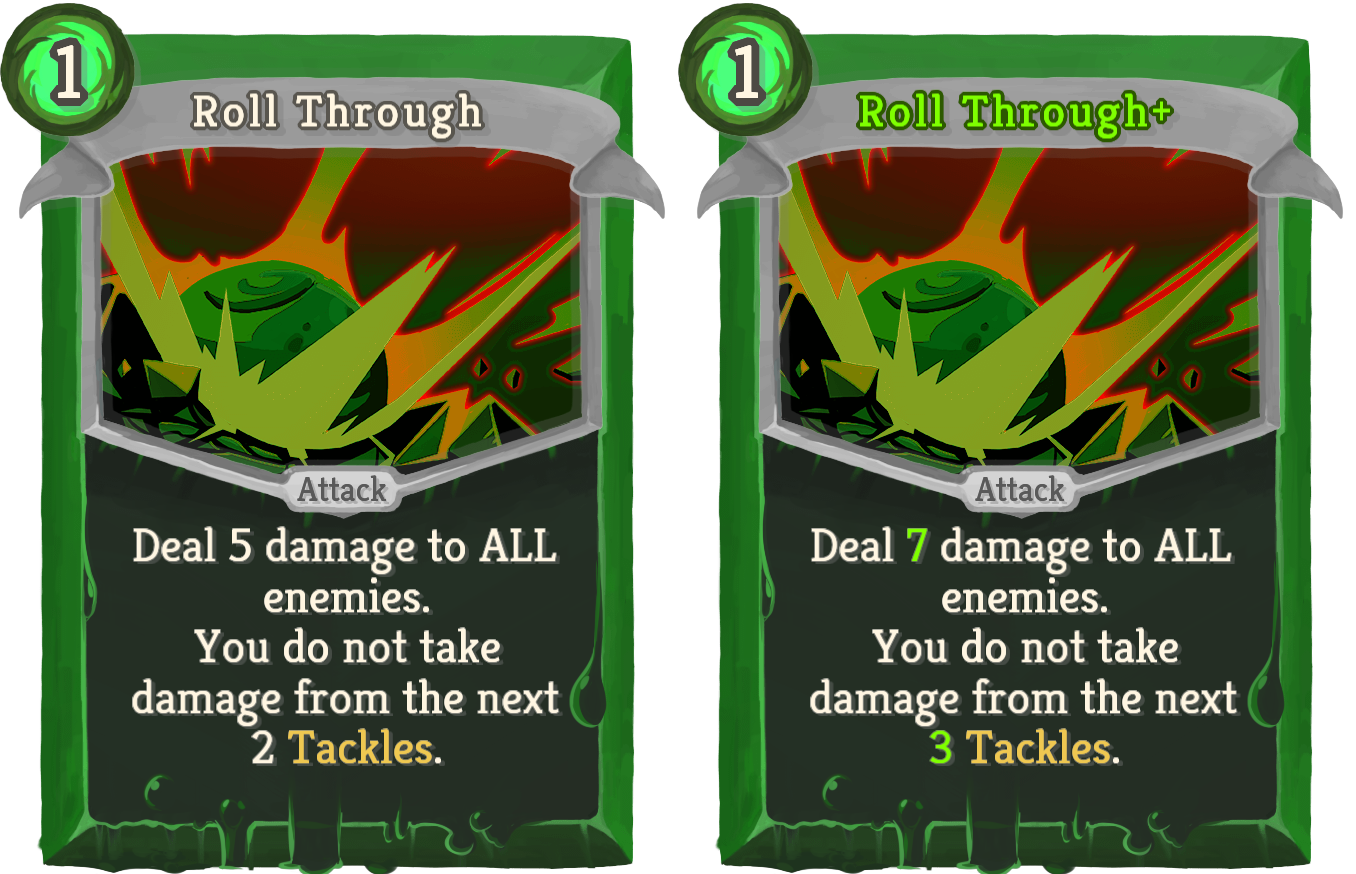 1
Roll Through
Attack
Deal 5 damage to ALL
enemies.
You do not take
damage from the next
2 Tackles.
1
Roll Through+
Attack
Deal 7 damage to ALL
enemies.
You do not take
damage from the next
3 Tackles.